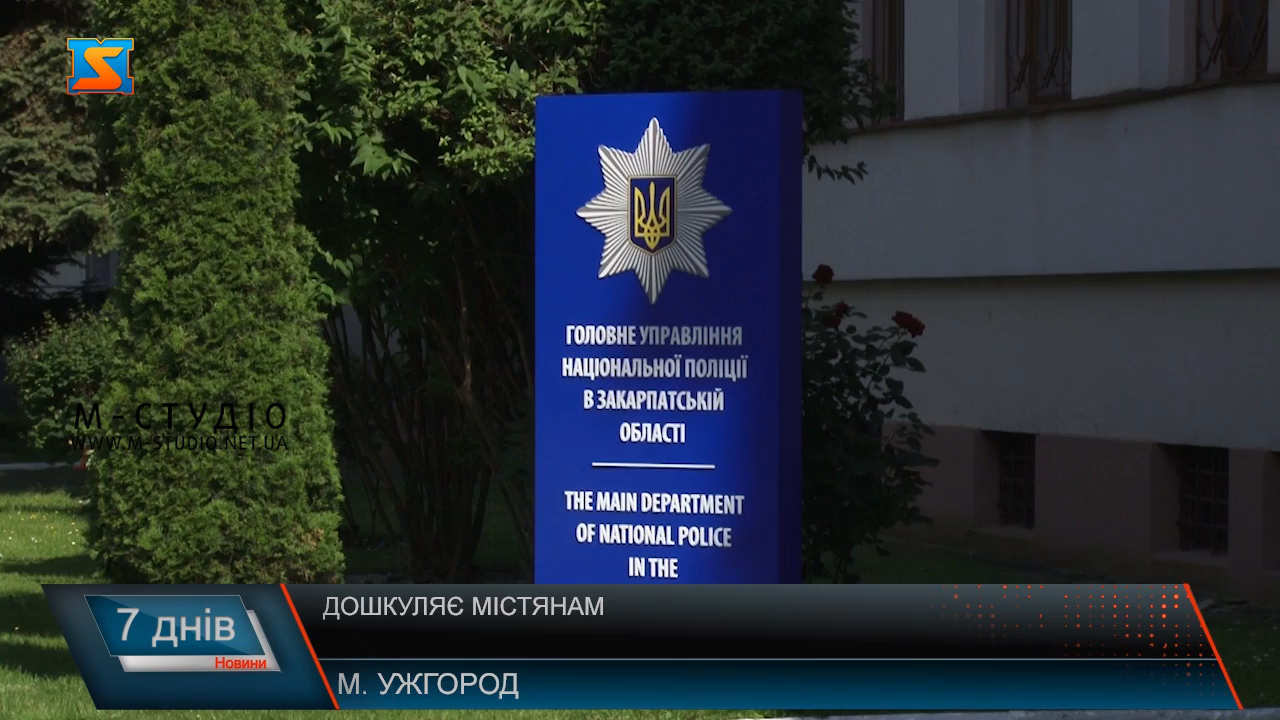 ГОЛОВНЕ УПРАВЛІННЯ
НАЦІОНАЛЬНОЇ ПОЛІЦІЇ
В ЗАКАРПАТСЬКІЙ
ОБЛАСТІ
THE MAIN DEPARTMENT
OF NATIONAL POLICE
IN THE
М-СТУДІО
WWW.M-STUDIO.NET.UA
7 днів
Новини
ДОШКУЛЯЄ МІСТЯНАМ
М. УЖГОРОД